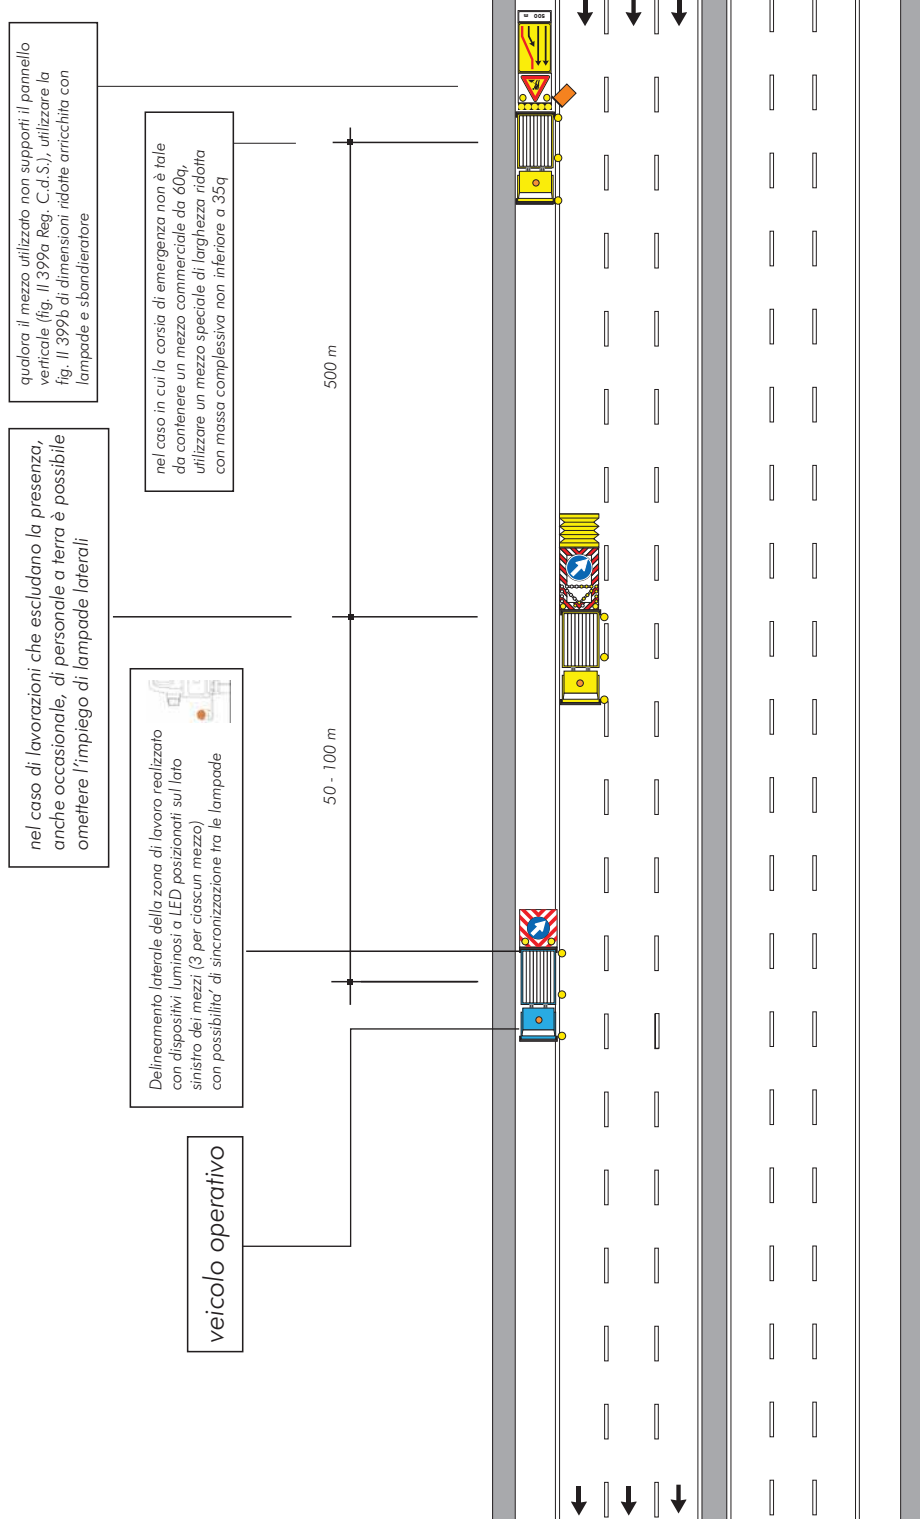 qualora il mezzo utilizzato non supporti il pannello
verticale (fig. II 399a Reg. C.d.S.), utilizzare la
fig. II 399b di dimensioni ridotte arricchita con
lampade e sbandieratore
nel caso in cui la corsia di emergenza non è tale
da contenere un mezzo commerciale da 60q,
utilizzare un mezzo speciale di larghezza ridotta
con massa complessiva non inferiore a 35q
nel caso di lavorazioni che escludano la presenza,
anche occasionale, di personale a terra è possibile
omettere l'impiego di lampade laterali
Delineamento laterale della zona di lavoro realizzato
con dispositivi luminosi a LED posizionati sul lato
sinistro dei mezzi (3 per ciascun mezzo)
con possibilita' di sincronizzazione tra le lampade
veicolo operativo
50 - 100 m
500 m
500 m